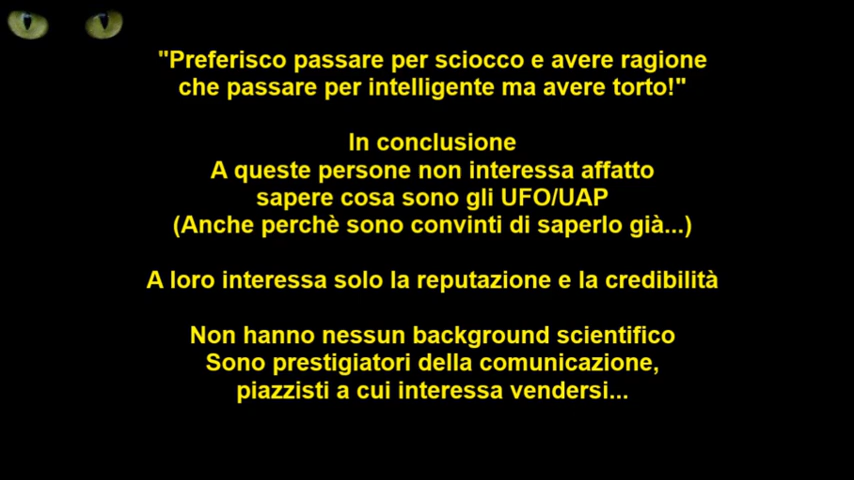 "Preferisco passare per sciocco e avere ragione
che passare per intelligente ma avere torto!"
In conclusione
A queste persone non interessa affatto
sapere cosa sono gli UFO/UAP
(Anche perchè sono convinti di saperlo già...)
A loro interessa solo la reputazione e la credibilità
Non hanno nessun background scientifico
Sono prestigiatori della comunicazione,
piazzisti a cui interessa vendersi...